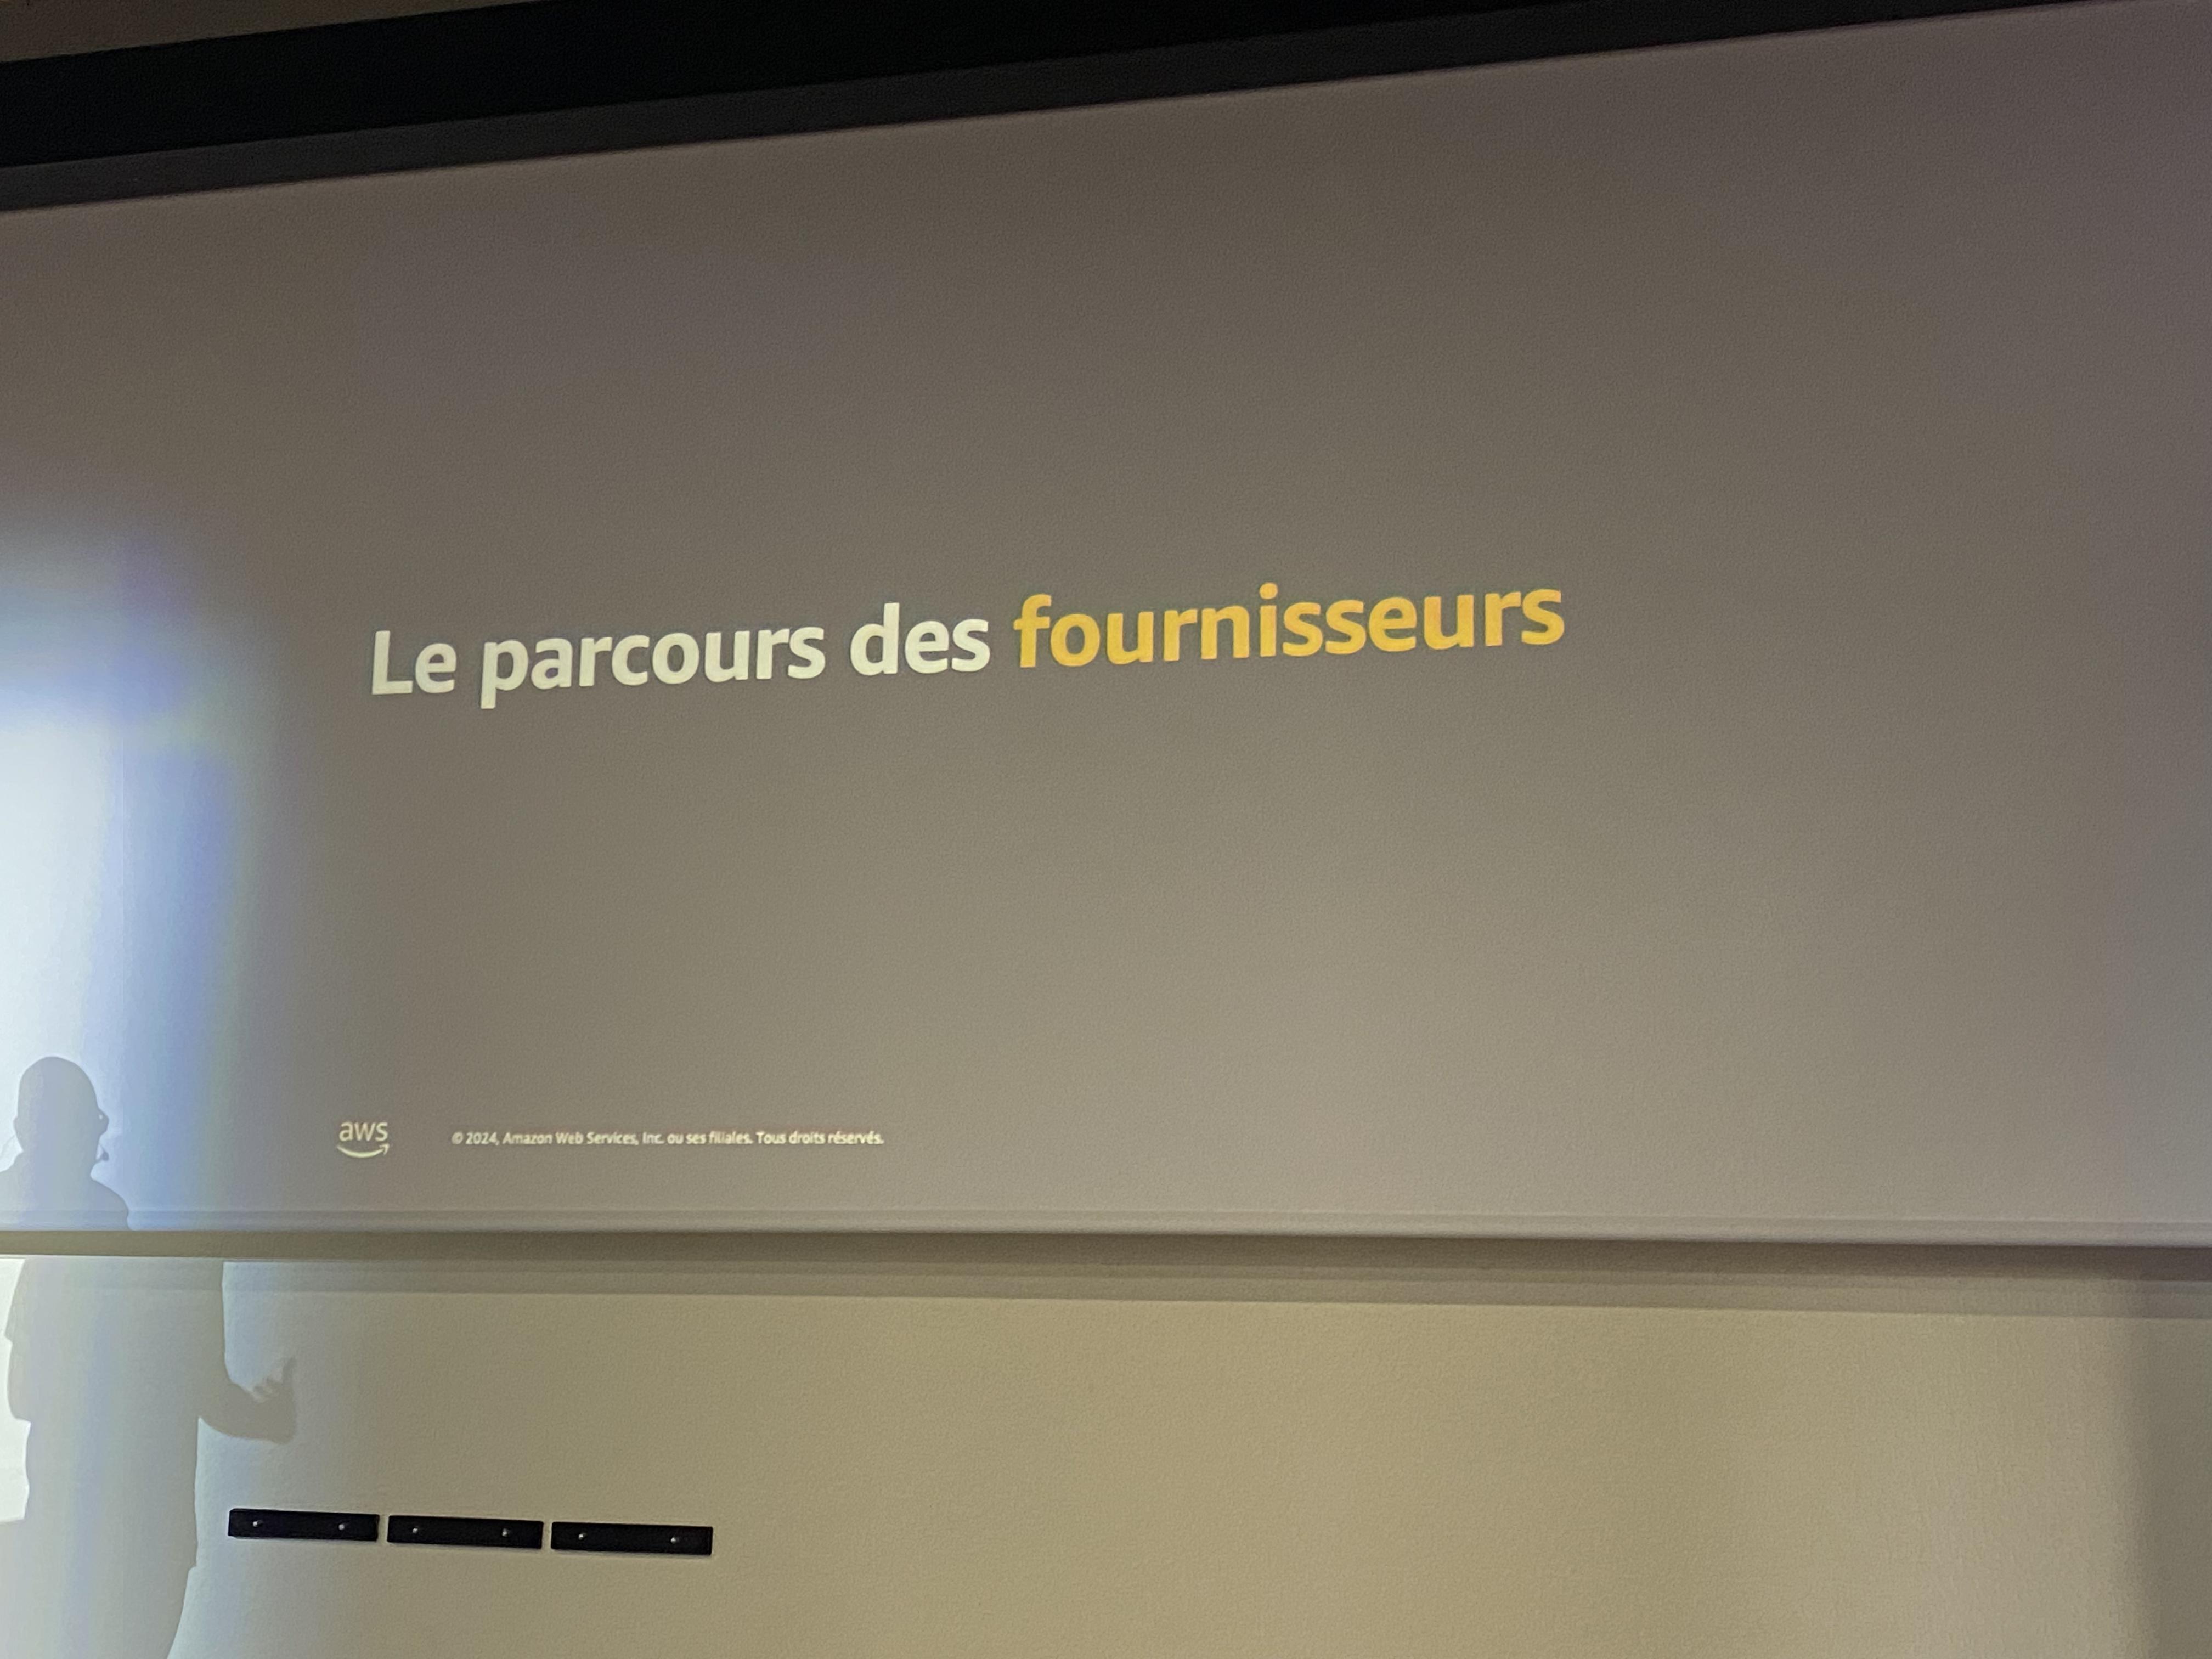 Le parcours des fournisseurs
aws
© 2024, Amazon Web Services, Inc. ou ses filiales. Tous droits réservés.